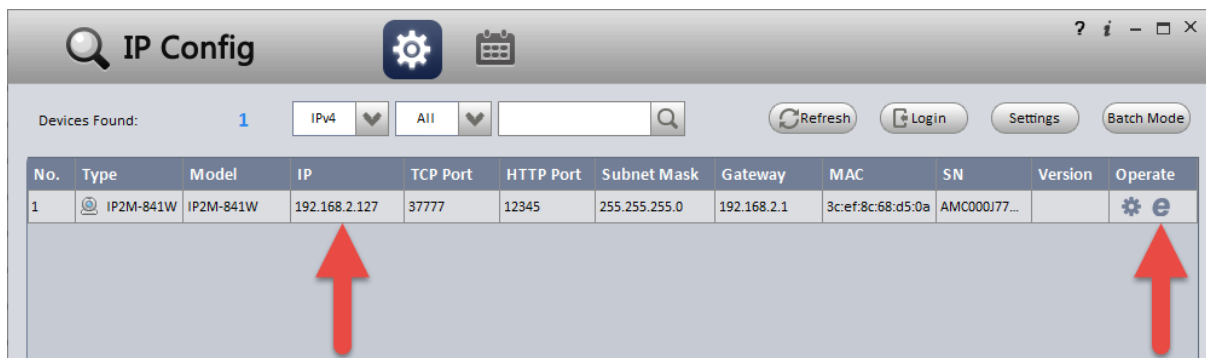 IP Config
? i
Devices Found: 1 IPv4 All Refresh Login Settings Batch Mode
No. Type Model IP TCP Port HTTP Port Subnet Mask Gateway MAC SN Version Operate
1 IP2M-841W IP2M-841W 192.168.2.127 37777 12345 255.255.255.0 192.168.2.1 3c:ef:8c:68:d5:0a AMC000J77...